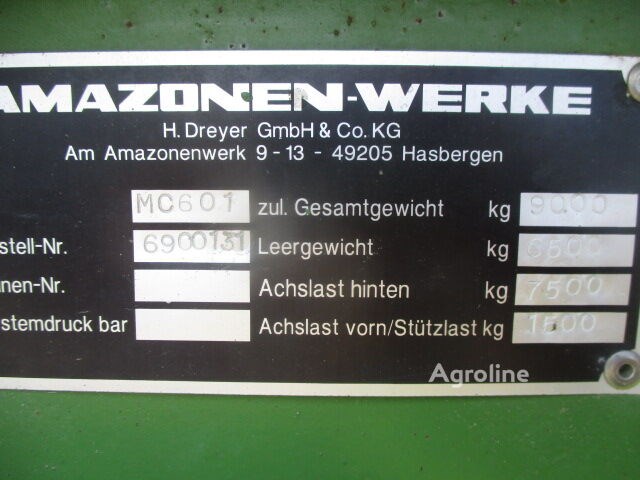 AMAZONEN-WERKE
H. Dreyer GmbH & Co. KG
Am Amazonenwerk 9 - 13 - 49205 Hasbergen
MC601 zul. Gesamtgewicht kg 9000
stell-Nr. 6900131 Leergewicht kg 6500
nen-Nr. Achslast hinten kg 7500
stemdruck bar Achslast vorn/Stützlast kg 1500
Agroline